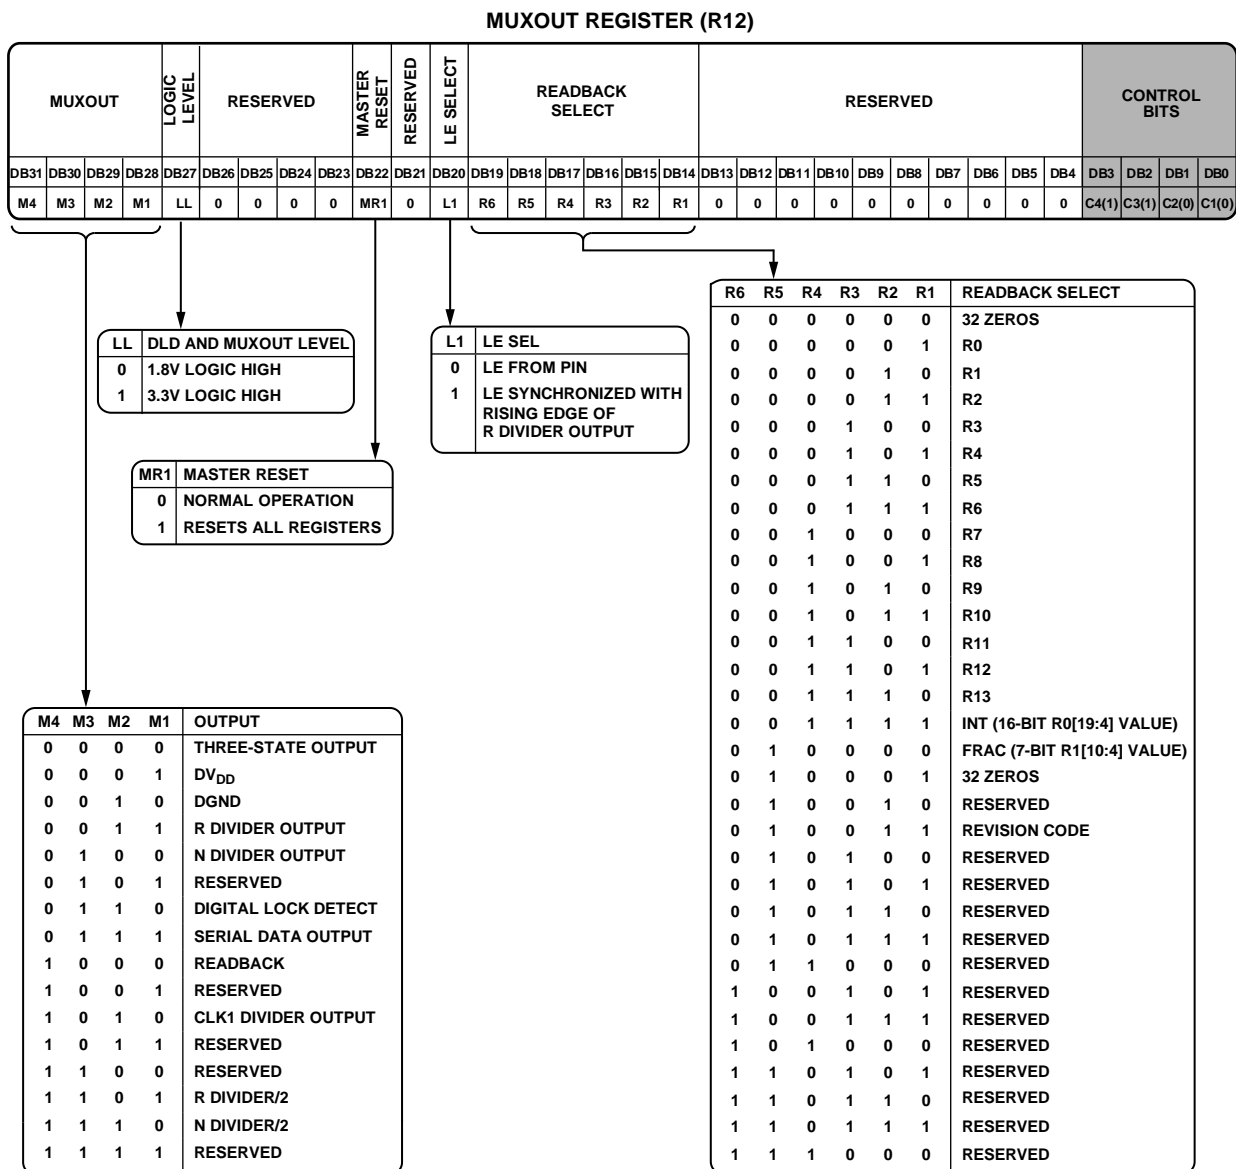 MUXOUT REGISTER (R12)
MUXOUT
LOGIC LEVEL
RESERVED
MASTER RESET
RESERVED
LE SELECT
READBACK SELECT
RESERVED
CONTROL BITS
DB31 DB30 DB29 DB28 DB27 DB26 DB25 DB24 DB23 DB22 DB21 DB20 DB19 DB18 DB17 DB16 DB15 DB14 DB13 DB12 DB11 DB10 DB9 DB8 DB7 DB6 DB5 DB4 DB3 DB2 DB1 DB0
M4 M3 M2 M1 LL 0 0 0 0 MR1 0 L1 R6 R5 R4 R3 R2 R1 0 0 0 0 0 0 0 0 0 0 C4(1) C3(1) C2(0) C1(0)
LL DLD AND MUXOUT LEVEL
0 1.8V LOGIC HIGH
1 3.3V LOGIC HIGH
L1 LE SEL
0 LE FROM PIN
1 LE SYNCHRONIZED WITH
RISING EDGE OF
R DIVIDER OUTPUT
MR1 MASTER RESET
0 NORMAL OPERATION
1 RESETS ALL REGISTERS
M4 M3 M2 M1 OUTPUT
0 0 0 0 THREE-STATE OUTPUT
0 0 0 1 DVDD
0 0 1 0 DGND
0 0 1 1 R DIVIDER OUTPUT
0 1 0 0 N DIVIDER OUTPUT
0 1 0 1 RESERVED
0 1 1 0 DIGITAL LOCK DETECT
0 1 1 1 SERIAL DATA OUTPUT
1 0 0 0 READBACK
1 0 0 1 RESERVED
1 0 1 0 CLK1 DIVIDER OUTPUT
1 0 1 1 RESERVED
1 1 0 0 RESERVED
1 1 0 1 R DIVIDER/2
1 1 1 0 N DIVIDER/2
1 1 1 1 RESERVED
R6 R5 R4 R3 R2 R1 READBACK SELECT
0 0 0 0 0 0 32 ZEROS
0 0 0 0 0 1 R0
0 0 0 0 1 0 R1
0 0 0 0 1 1 R2
0 0 0 1 0 0 R3
0 0 0 1 0 1 R4
0 0 0 1 1 0 R5
0 0 0 1 1 1 R6
0 0 1 0 0 0 R7
0 0 1 0 0 1 R8
0 0 1 0 1 0 R9
0 0 1 0 1 1 R10
0 0 1 1 0 0 R11
0 0 1 1 0 1 R12
0 0 1 1 1 0 R13
0 0 1 1 1 1 INT (16-BIT R0[19:4] VALUE)
0 1 0 0 0 0 FRAC (7-BIT R1[10:4] VALUE)
0 1 0 0 0 1 32 ZEROS
0 1 0 0 1 0 RESERVED
0 1 0 0 1 1 REVISION CODE
0 1 0 1 0 0 RESERVED
0 1 0 1 0 1 RESERVED
0 1 0 1 1 0 RESERVED
0 1 0 1 1 1 RESERVED
0 1 1 0 0 0 RESERVED
1 0 0 1 0 1 RESERVED
1 0 0 1 1 1 RESERVED
1 0 1 0 0 0 RESERVED
1 1 0 1 0 1 RESERVED
1 1 0 1 1 0 RESERVED
1 1 0 1 1 1 RESERVED
1 1 1 0 0 0 RESERVED